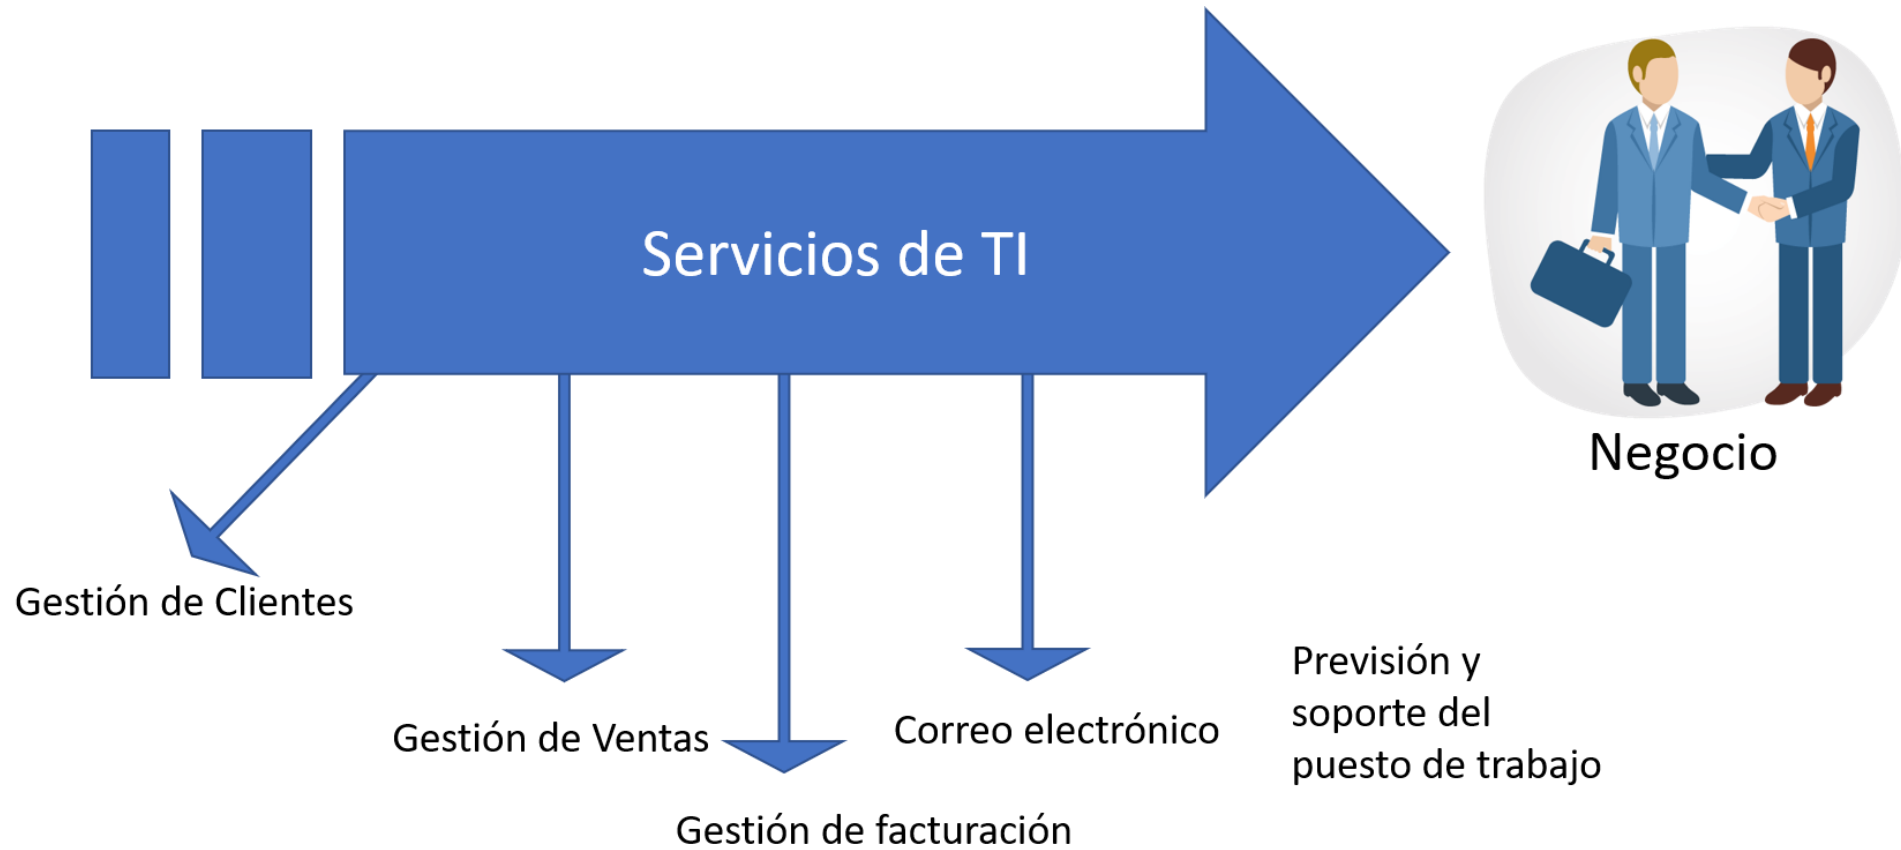 Servicios de TI
Negocio
Gestión de Clientes
Gestión de Ventas
Correo electrónico
Previsión y
soporte del
puesto de trabajo
Gestión de facturación